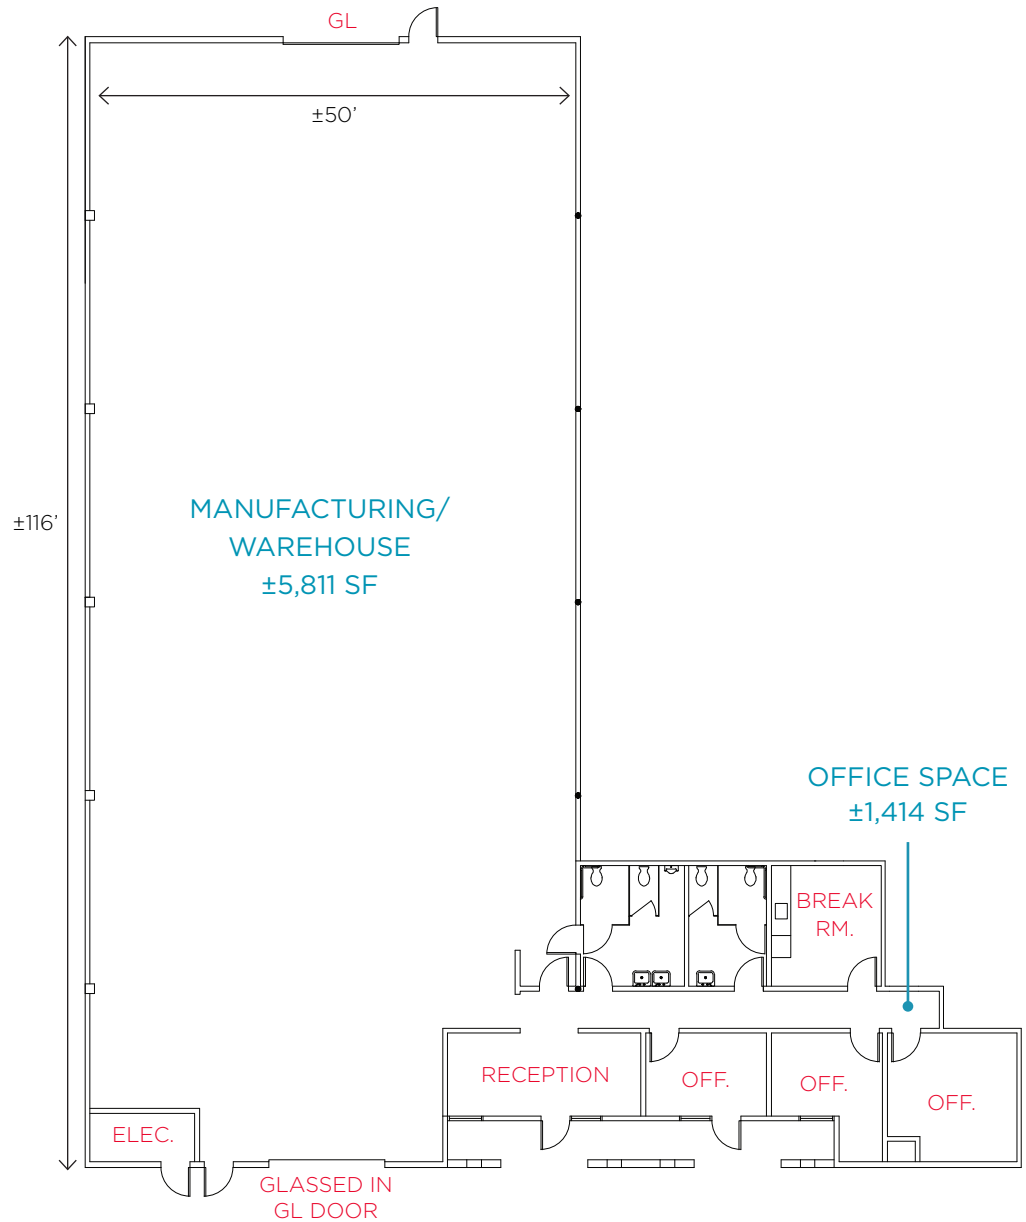 GL
±50’
±116’
MANUFACTURING/
WAREHOUSE
±5,811 SF
OFFICE SPACE
±1,414 SF
BREAK
RM.
RECEPTION
OFF.
OFF.
OFF.
ELEC.
GLASSED IN
GL DOOR